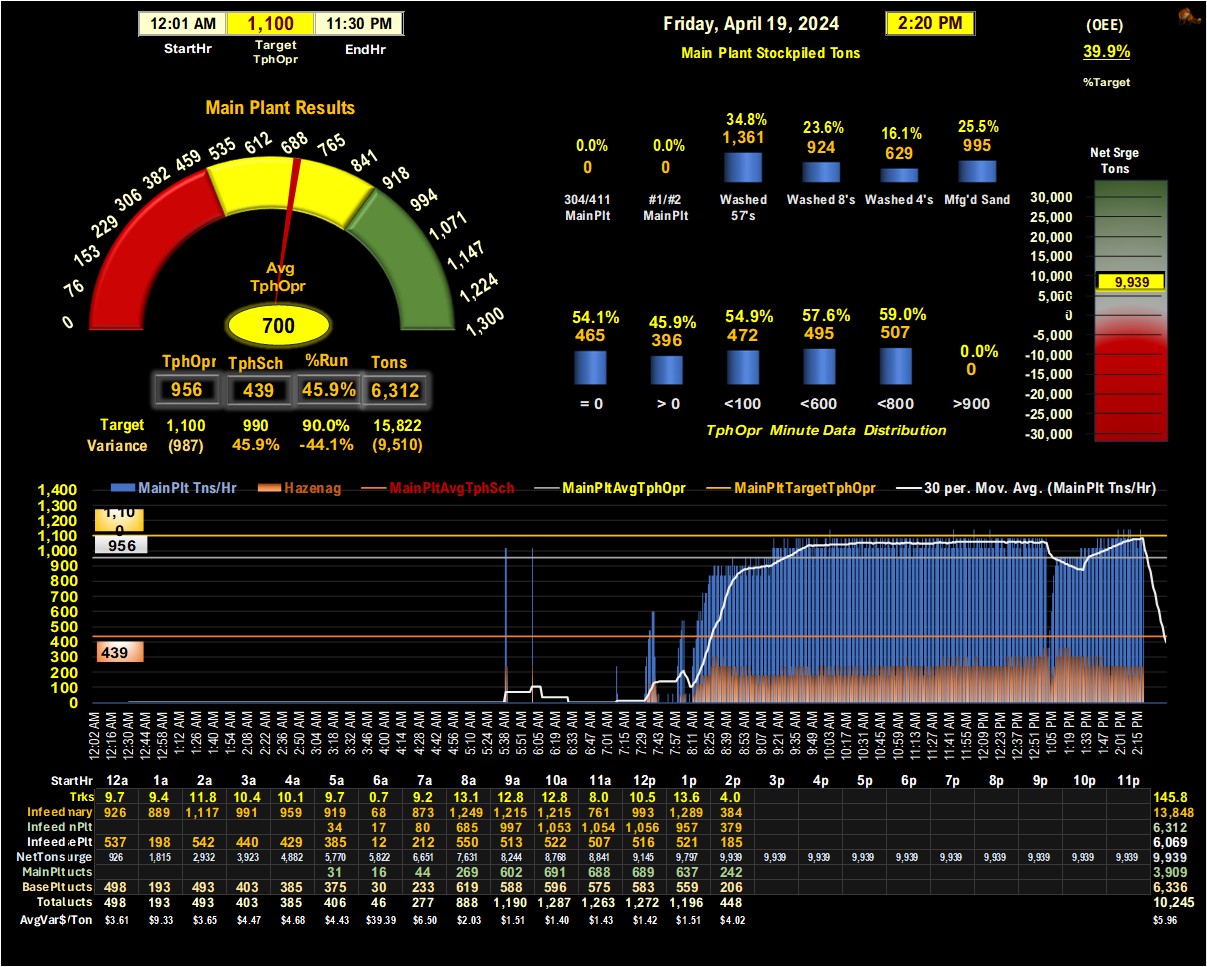 12:01 AM 1,100 11:30 PM
StartHr Target TphOpr EndHr
Friday, April 19, 2024 2:20 PM
Main Plant Stockpiled Tons
(OEE)
39.9%
%Target
Main Plant Results
0 76 153 229 306 382 459 535 612 688 765 841 918 994 1,071 1,147 1,224 1,300
Avg
TphOpr
700
TphOpr TphSch %Run Tons
956 439 45.9% 6,312
Target 1,100 990 90.0% 15,822
Variance (987) 45.9% -44.1% (9,510)
0.0% 0.0% 34.8% 23.6% 16.1% 25.5%
0 0 1,361 924 629 995
304/411 MainPlt #1/#2 MainPlt Washed 57's Washed 8's Washed 4's Mfg'd Sand
54.1% 45.9% 54.9% 57.6% 59.0% 0.0%
465 396 472 495 507 0
= 0 > 0 <100 <600 <800 >900
TphOpr Minute Data Distribution
Net Srge
Tons
30,000
25,000
20,000
15,000
10,000
9,939
5,000
0
-5,000
-10,000
-15,000
-20,000
-25,000
-30,000
MainPlt Tns/Hr Hazenag MainPltAvgTphSch MainPltAvgTphOpr MainPltTargetTphOpr 30 per. Mov. Avg. (MainPlt Tns/Hr)
1,400
1,300
1,200
1,100
1,000
900
800
700
600
500
400
300
200
100
0
1,10
0
956
439
12:02 AM 12:16 AM 12:30 AM 12:44 AM 12:58 AM 1:12 AM 1:26 AM 1:40 AM 1:54 AM 2:08 AM 2:22 AM 2:36 AM 2:50 AM 3:04 AM 3:18 AM 3:32 AM 3:46 AM 4:00 AM 4:14 AM 4:28 AM 4:42 AM 4:56 AM 5:10 AM 5:24 AM 5:38 AM 5:51 AM 6:05 AM 6:19 AM 6:33 AM 6:47 AM 7:01 AM 7:15 AM 7:29 AM 7:43 AM 7:57 AM 8:11 AM 8:25 AM 8:39 AM 8:53 AM 9:07 AM 9:21 AM 9:35 AM 9:49 AM 10:03 AM 10:17 AM 10:31 AM 10:45 AM 10:59 AM 11:13 AM 11:27 AM 11:41 AM 11:55 AM 12:09 PM 12:23 PM 12:37 PM 12:51 PM 1:05 PM 1:19 PM 1:33 PM 1:47 PM 2:01 PM 2:15 PM
StartHr 12a 1a 2a 3a 4a 5a 6a 7a 8a 9a 10a 11a 12p 1p 2p 3p 4p 5p 6p 7p 8p 9p 10p 11p
Trks 9.7 9.4 11.8 10.4 10.1 9.7 0.7 9.2 13.1 12.8 12.8 8.0 10.5 13.6 4.0 145.8
Infeed mary 926 889 1,117 991 959 919 68 873 1,249 1,215 1,215 761 993 1,289 384 13,848
Infeed nPlt 34 17 80 685 997 1,053 1,054 1,056 957 379 6,312
Infeed ePlt 537 198 542 440 429 385 12 212 550 513 522 507 516 521 185 6,069
NetTons urge 926 1,815 2,932 3,923 4,882 5,770 5,822 6,651 7,631 8,244 8,768 8,841 9,145 9,797 9,939 9,939 9,939 9,939 9,939 9,939 9,939 9,939 9,939 9,939 9,939
MainPlt ucts 31 16 44 269 602 691 688 689 637 242 3,909
BasePlt ucts 498 193 493 403 385 375 30 233 619 588 596 575 583 559 206 6,336
Total ucts 498 193 493 403 385 406 46 277 888 1,190 1,287 1,263 1,272 1,196 448 10,245
AvgVar$/Ton $3.61 $9.33 $3.65 $4.47 $4.68 $4.43 $39.39 $6.50 $2.03 $1.51 $1.40 $1.43 $1.42 $1.51 $4.02 $5.96